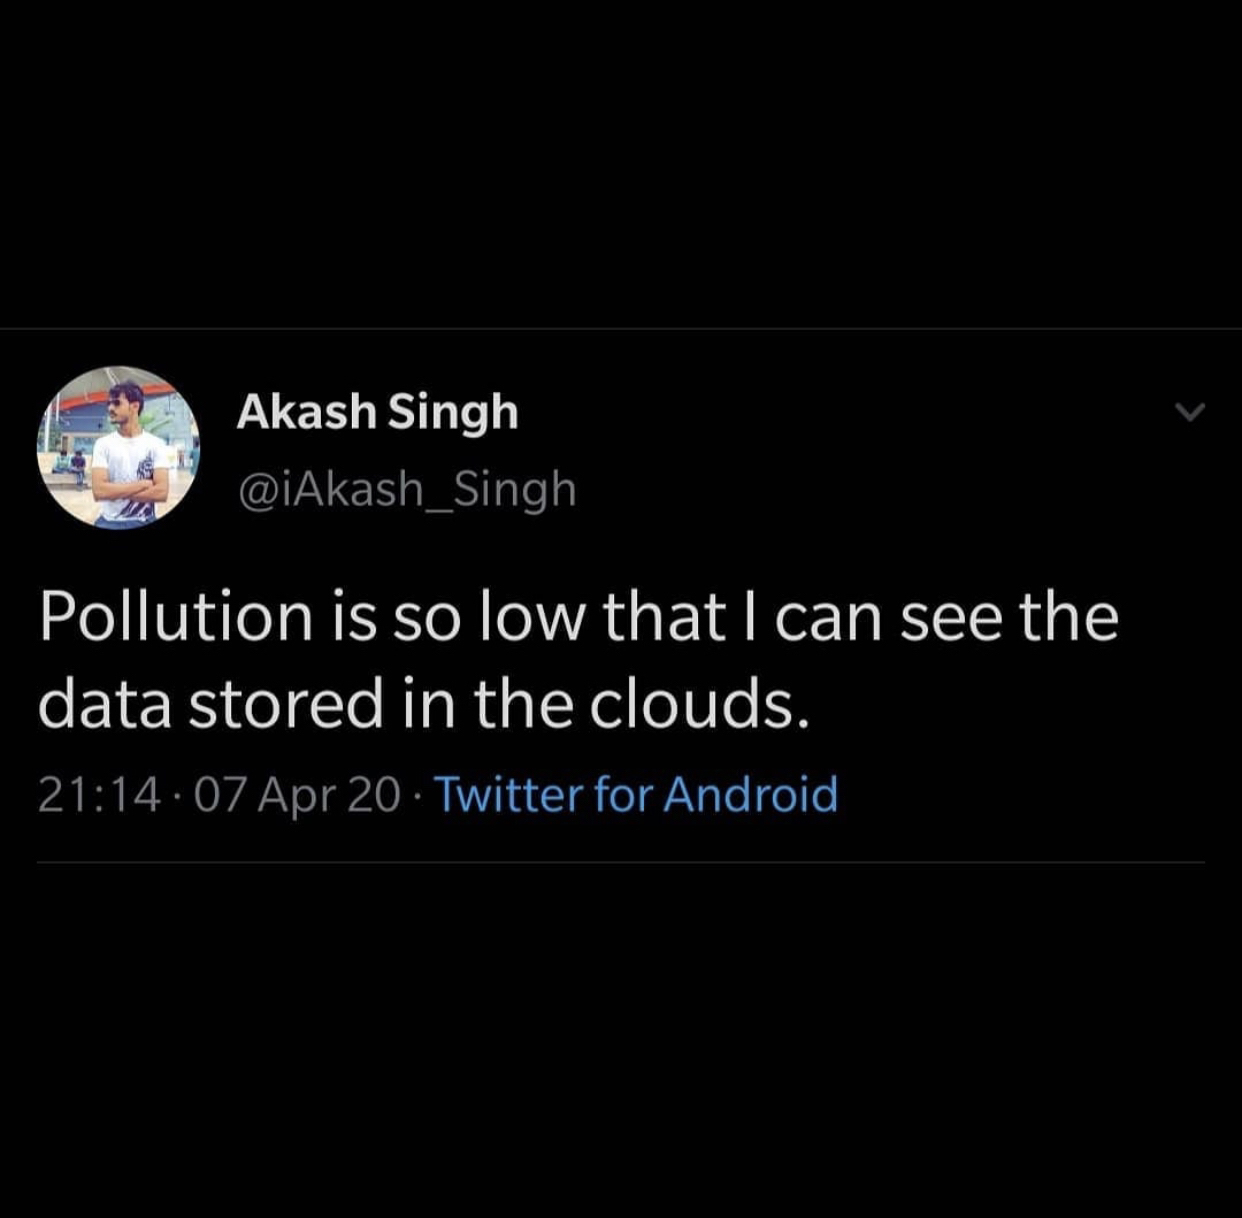 Akash Singh
@iAkash_Singh
Pollution is so low that I can see the
data stored in the clouds.
21:14 · 07 Apr 20 · Twitter for Android